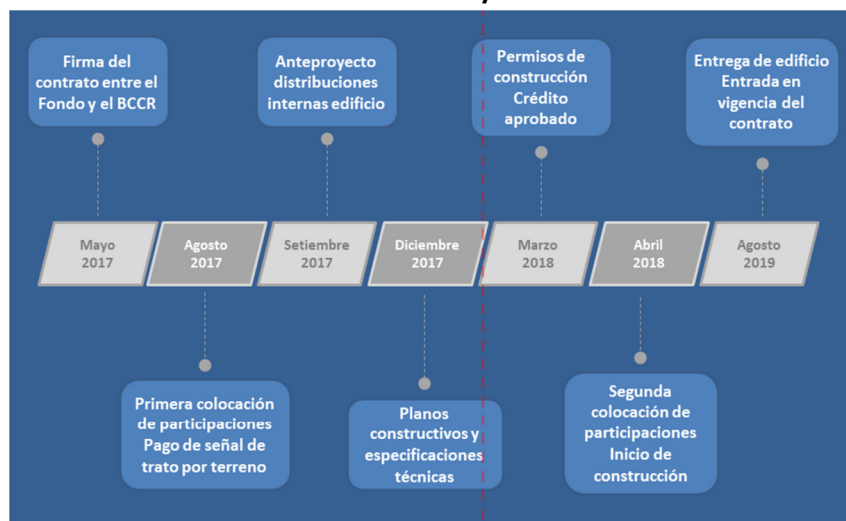 Firma del
contrato entre el
Fondo y el BCCR
Anteproyecto
distribuciones
internas edificio
Permisos de
construcción
Crédito
aprobado
Entrega de edificio
Entrada en
vigencia del
contrato
Mayo
2017
Agosto
2017
Setiembre
2017
Diciembre
2017
Marzo
2018
Abril
2018
Agosto
2019
Primera colocación
de participaciones
Pago de señal de
trato por terreno
Planos
constructivos y
especificaciones
técnicas
Segunda
colocación de
participaciones
Inicio de
construcción